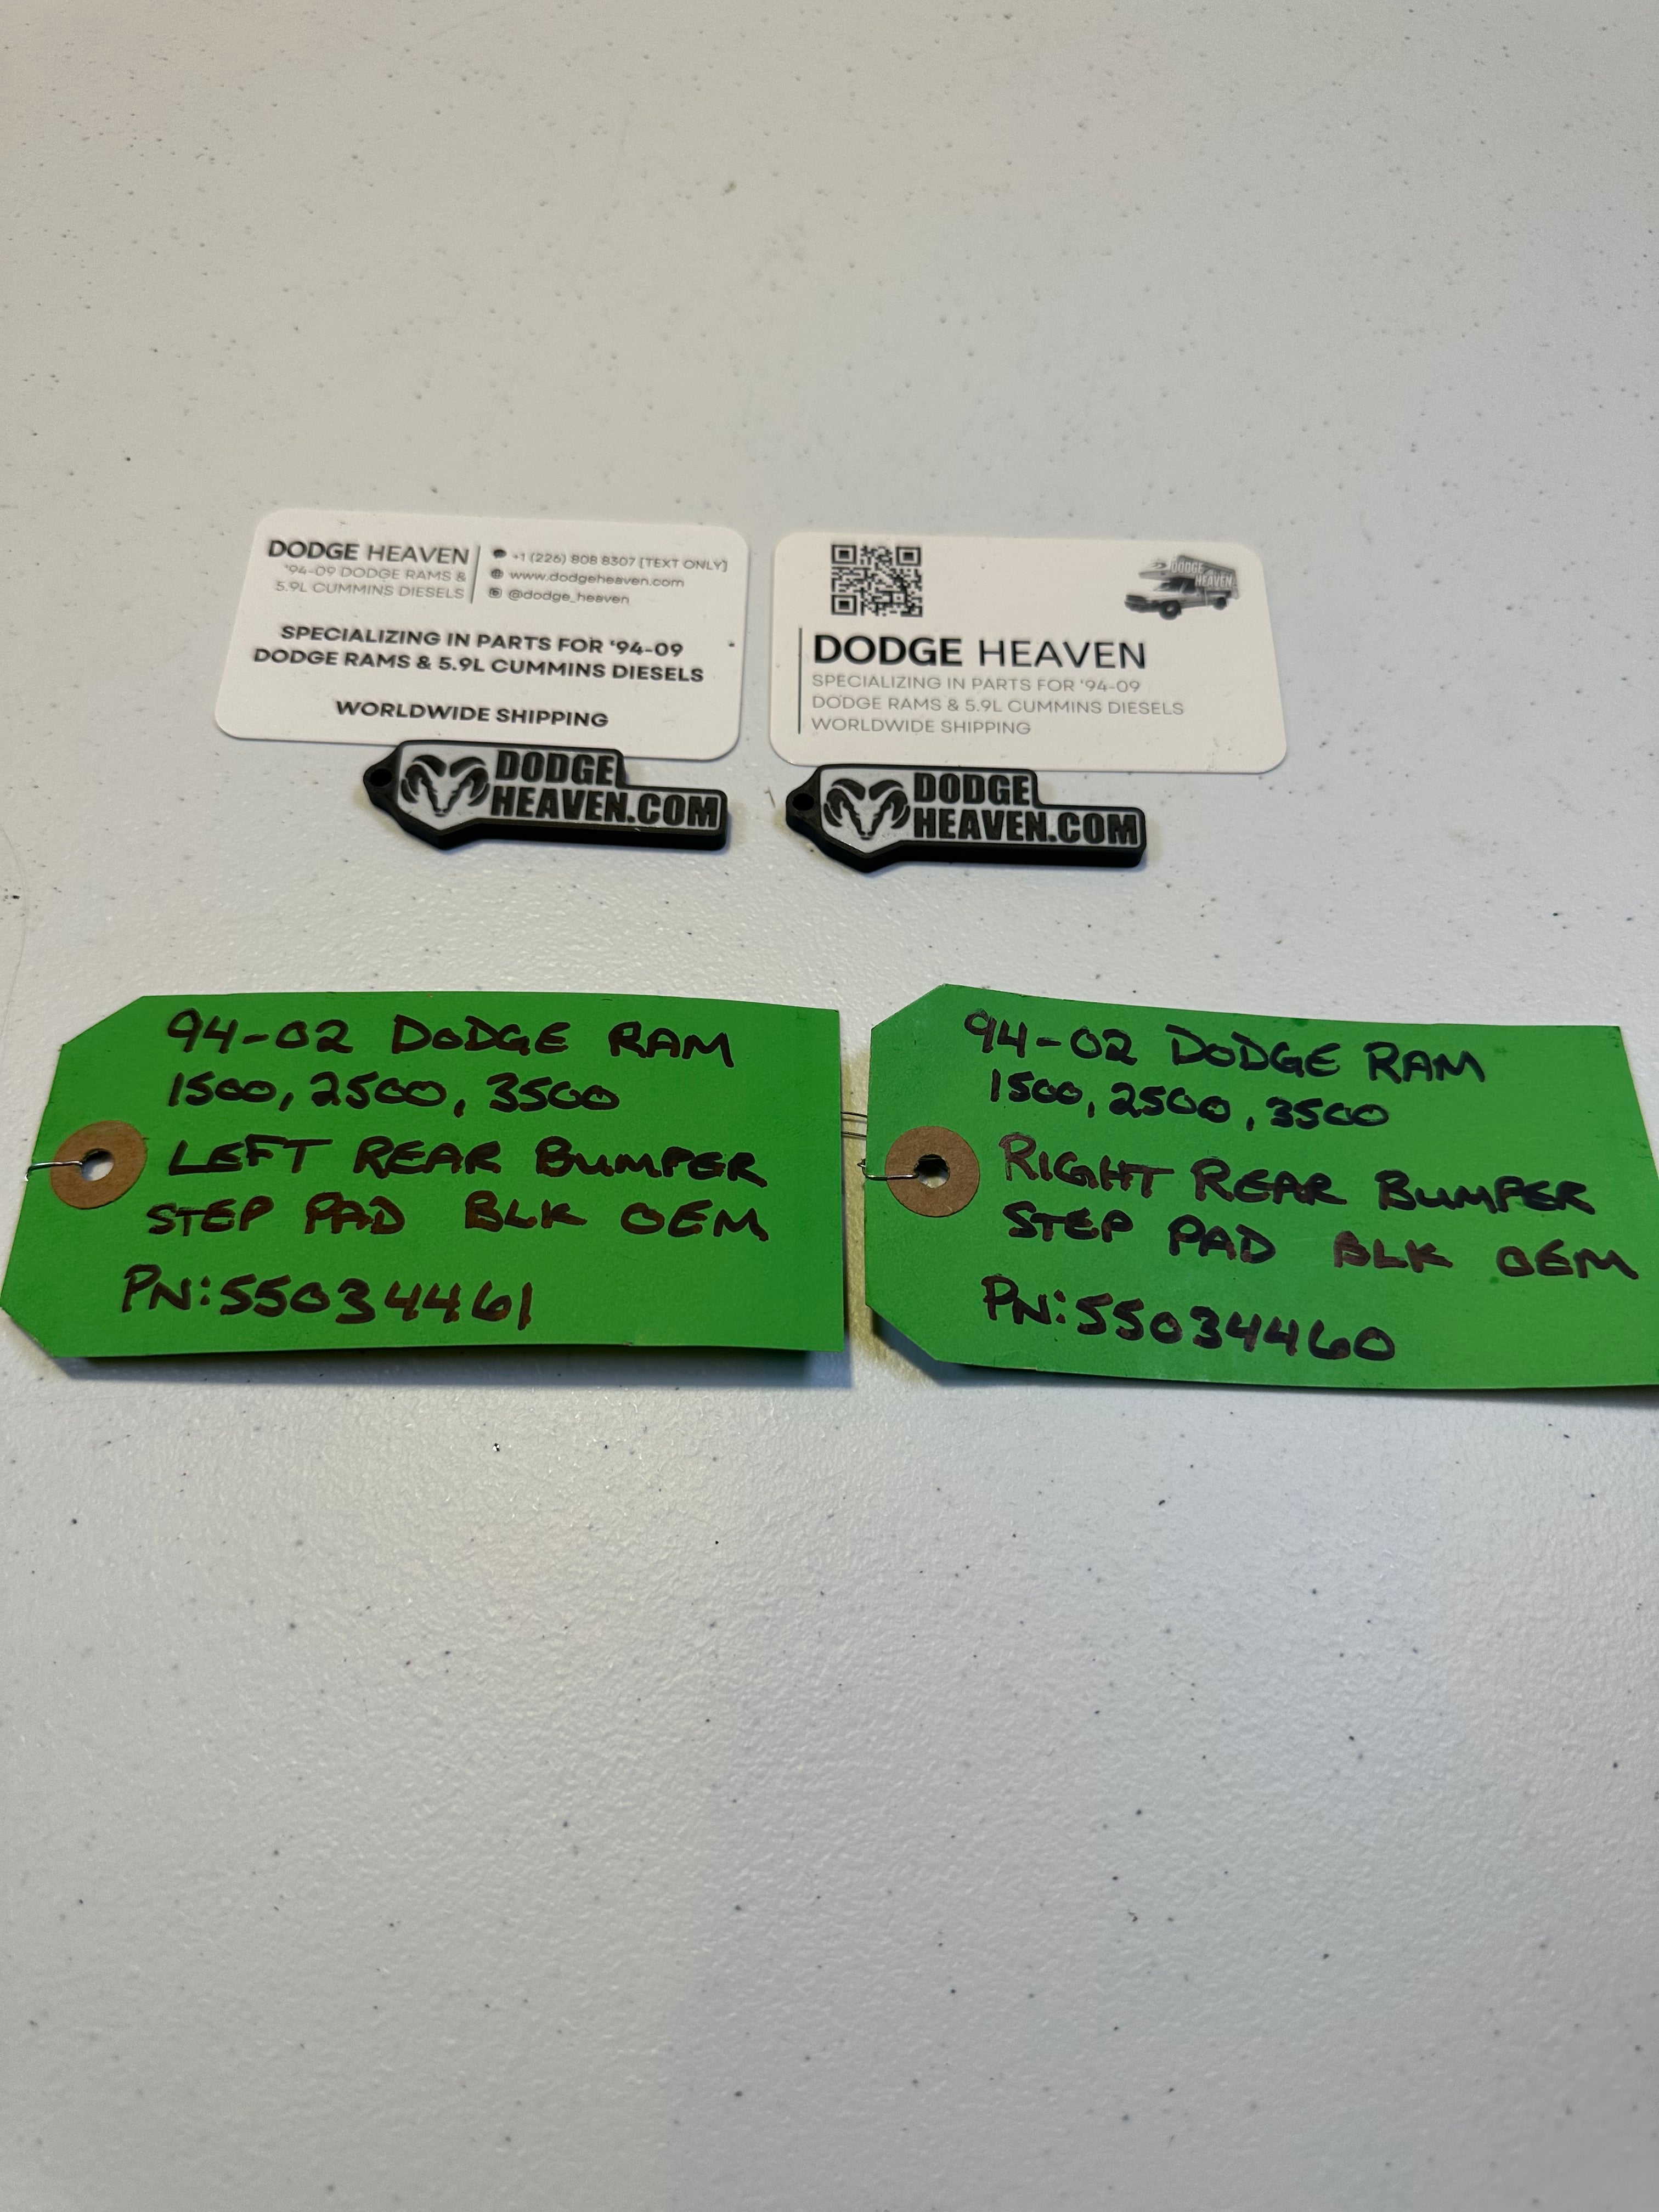 DODGE HEAVEN
'94-09 DODGE RAMS &
5.9L CUMMINS DIESELS
+1 (226) 808 8307 [TEXT ONLY]
www.dodgeheaven.com
@dodge_heaven
SPECIALIZING IN PARTS FOR '94-09
DODGE RAMS & 5.9L CUMMINS DIESELS
WORLDWIDE SHIPPING
DODGE
HEAVEN
DODGE HEAVEN
SPECIALIZING IN PARTS FOR '94-09
DODGE RAMS & 5.9L CUMMINS DIESELS
WORLDWIDE SHIPPING
DODGE
HEAVEN.COM
DODGE
HEAVEN.COM
94-02 DODGE RAM
1500, 2500, 3500
LEFT REAR BUMPER
STEP PAD BLK OEM
PN:55034461
94-02 DODGE RAM
1500, 2500, 3500
RIGHT REAR BUMPER
STEP PAD BLK OEM
PN:55034460